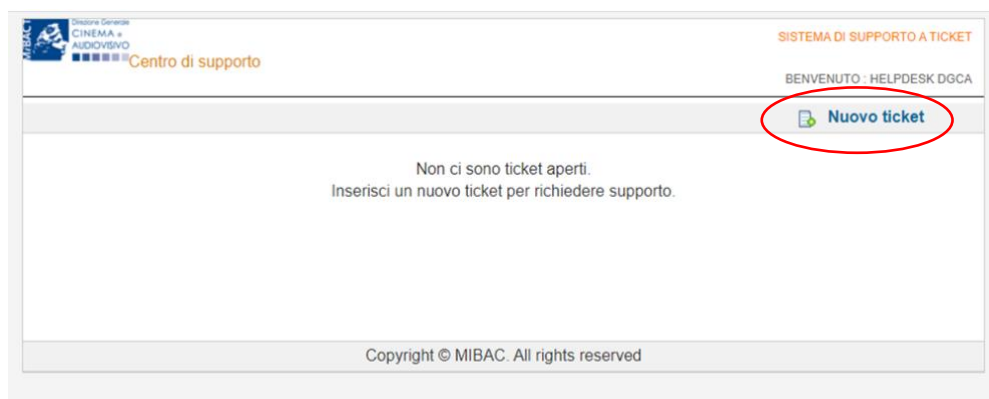 MiBACT
Direzione Generale
CINEMA e
AUDIOVISIVO
Centro di supporto
SISTEMA DI SUPPORTO A TICKET
BENVENUTO : HELPDESK DGCA
Nuovo ticket
Non ci sono ticket aperti.
Inserisci un nuovo ticket per richiedere supporto.
Copyright © MIBAC. All rights reserved